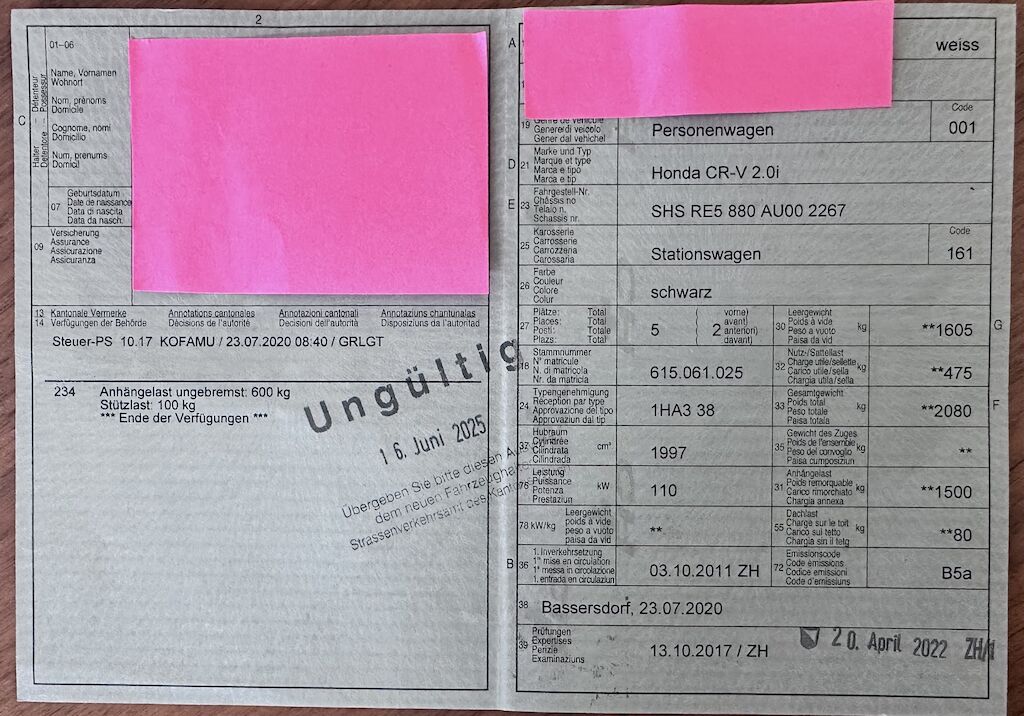 2
01–06
C
Halter – Détenteur
Detentore – Possessur
Name, Vornamen
Wohnort
Nom, prénoms
Domicile
Cognome, nomi
Domicilio
Num, prenums
Domicil
07
Geburtsdatum
Date de naissance
Data di nascita
Data da nasch.
09
Versicherung
Assurance
Assicurazione
Assicuranza
13 Kantonale Vermerke Annotations cantonales Annotazioni cantonali Annotaziuns chantunalas
14 Verfügungen der Behörde Décisions de l'autorité Decisioni dell'autorità Disposiziuns da l'autoritad
Steuer-PS 10.17 KOFAMU / 23.07.2020 08:40 / GRLGT
234 Anhängelast ungebremst: 600 kg
Stützlast: 100 kg
*** Ende der Verfügungen ***
Ungültig
16. Juni 2025
Übergeben Sie bitte diesen
dem neuen
Strassenverkehrsamt des
A
weiss
19
Genre de véhicule
Genere di veicolo
Gener dal vehichel
Personenwagen
Code
001
D 21
Marke und Typ
Marque et type
Marca e tipo
Marca e tip
Honda CR-V 2.0i
E 23
Fahrgestell-Nr.
Châssis no
Telaio n.
Schassis nr.
SHS RE5 880 AU00 2267
25
Karosserie
Carrosserie
Carrozzeria
Carossaria
Stationswagen
Code
161
26
Farbe
Couleur
Colore
Colur
schwarz
27
Plätze: Total
Places: Total
Posti: Totale
Plazs: Total
5
( vorne)
( 2 avant)
anteriori)
( davant)
30
Leergewicht
Poids à vide
Peso a vuoto
Paisa da vid
kg
**1605
G
18
Stammnummer
N° matricule
N. di matricola
Nr. da matricla
615.061.025
32
Nutz-/Sattellast
Charge utile/sellette
Carico utile/sella
Chargia utila/sella
kg
**475
24
Typengenehmigung
Réception par type
Approvazione del tipo
Approvaziun dal tip
1HA3 38
33
Gesamtgewicht
Poids total
Peso totale
Paisa totala
kg
**2080
F
37
Hubraum
Cylindrée
Cilindrata
Cilindrada
cm³
1997
35
Gewicht des Zuges
Poids de l'ensemble
Peso del convoglio
Paisa cumposiziun
kg
**
76
Leistung
Puissance
Potenza
Prestaziun
kW
110
31
Anhängelast
Poids remorquable
Carico rimorchiato
Chargia annexa
kg
**1500
78 kW/kg
Leergewicht
poids à vide
peso a vuoto
paisa da vid
**
55
Dachlast
Charge sur le toit
Carico sul tetto
Chargia sin il tetg
kg
**80
B 36
1. Inverkehrsetzung
1re mise en circulation
1a messa in circolazione
1. entrada en circulaziun
03.10.2011 ZH
72
Emissionscode
Code émissions
Codice emissioni
Code d'emissiuns
B5a
38 Bassersdorf, 23.07.2020
39
Prüfungen
Expertises
Perizie
Examinaziuns
13.10.2017 / ZH
20. April 2022 ZH/1